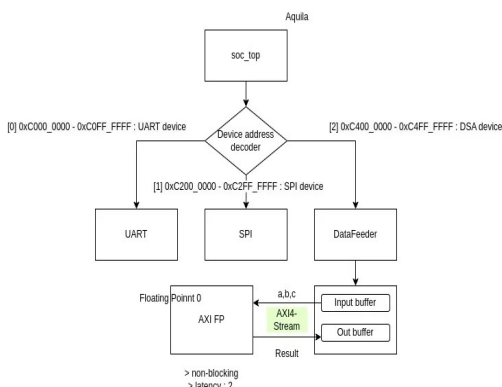 Aquila
soc_top
[0] 0xC000_0000 - 0xC0FF_FFFF : UART device
Device address
decoder
[2] 0xC400_0000 - 0xC4FF_FFFF : DSA device
[1] 0xC200_0000 - 0xC2FF_FFFF : SPI device
UART
SPI
DataFeeder
Floating Poinnt 0
AXI FP
a,b,c
AXI4-
Stream
Result
Input buffer
Out buffer
> non-blocking
> latency : 2